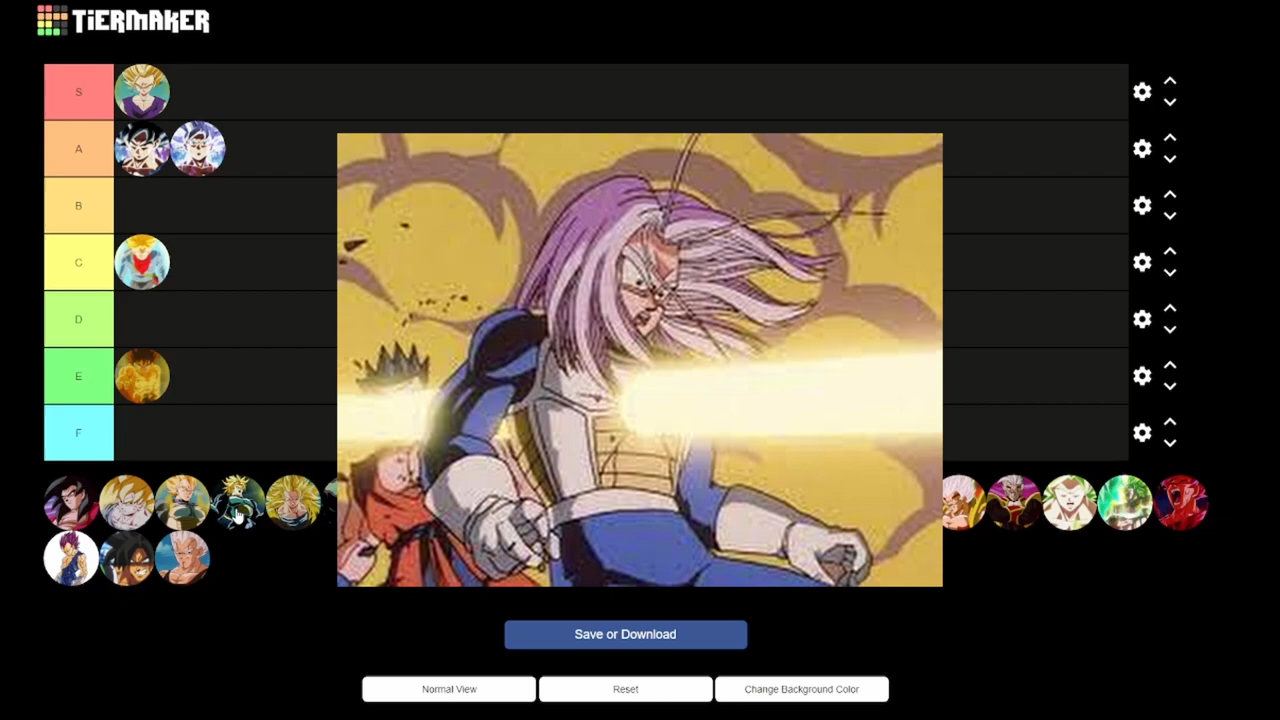 TiERMAKER
S
A
B
C
D
E
F
Save or Download
Normal View
Reset
Change Background Color